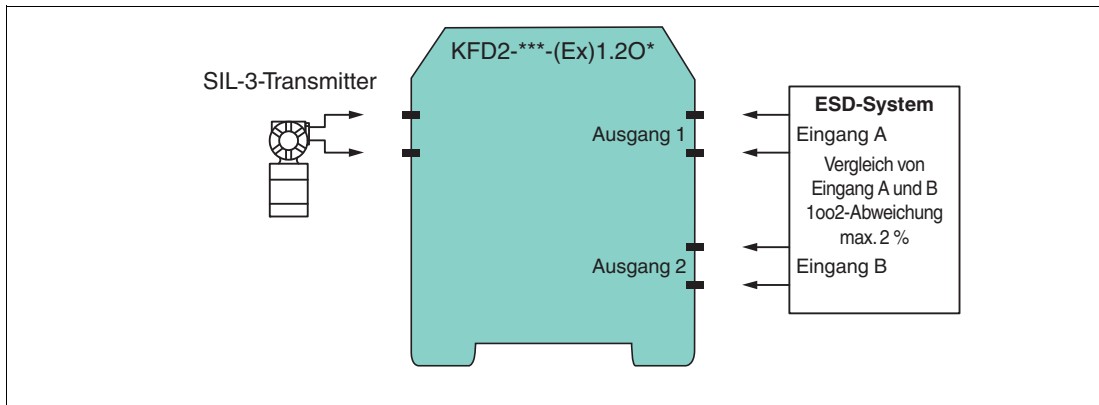 KFD2-***-(Ex)1.2O*
SIL-3-Transmitter
Ausgang 1
Ausgang 2
ESD-System
Eingang A
Vergleich von
Eingang A und B
1oo2-Abweichung
max. 2 %
Eingang B